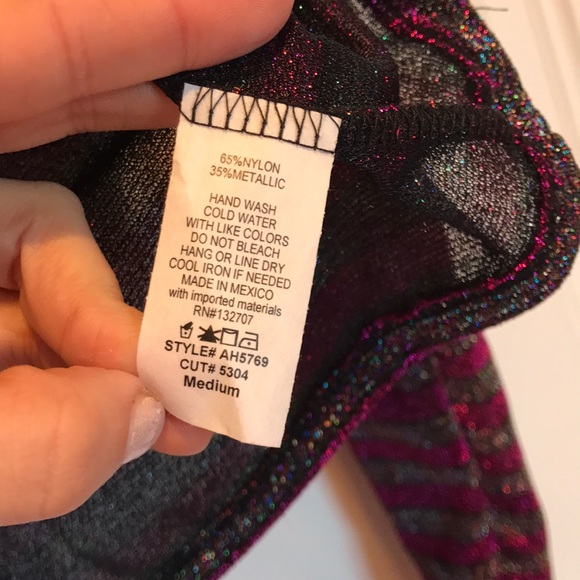 65%NYLON
35%METALLIC
HAND WASH
COLD WATER
WITH LIKE COLORS
DO NOT BLEACH
HANG OR LINE DRY
COOL IRON IF NEEDED
MADE IN MEXICO
with imported materials
RN#132707
STYLE# AH5769
CUT# 5304
Medium